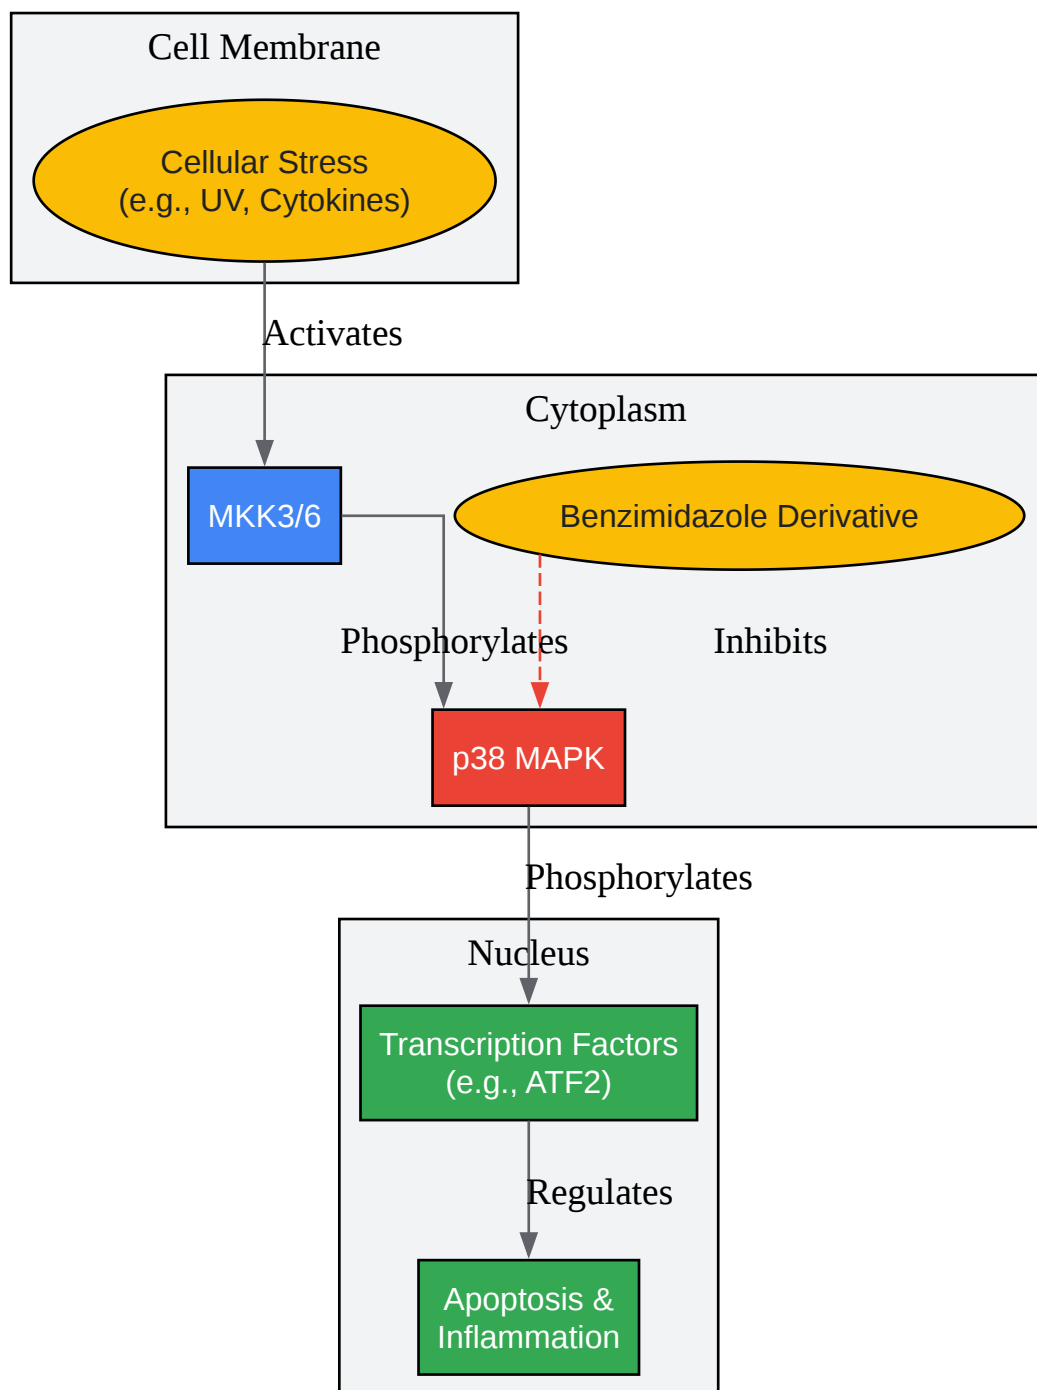 Cell Membrane
Cellular Stress
(e.g., UV, Cytokines)
Activates
Cytoplasm
MKK3/6
Benzimidazole Derivative
Phosphorylates
Inhibits
p38 MAPK
Phosphorylates
Nucleus
Transcription Factors
(e.g., ATF2)
Regulates
Apoptosis &
Inflammation